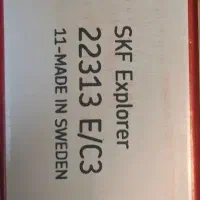 SKF Explorer
22313 E/C3
11-MADE IN SWEDEN